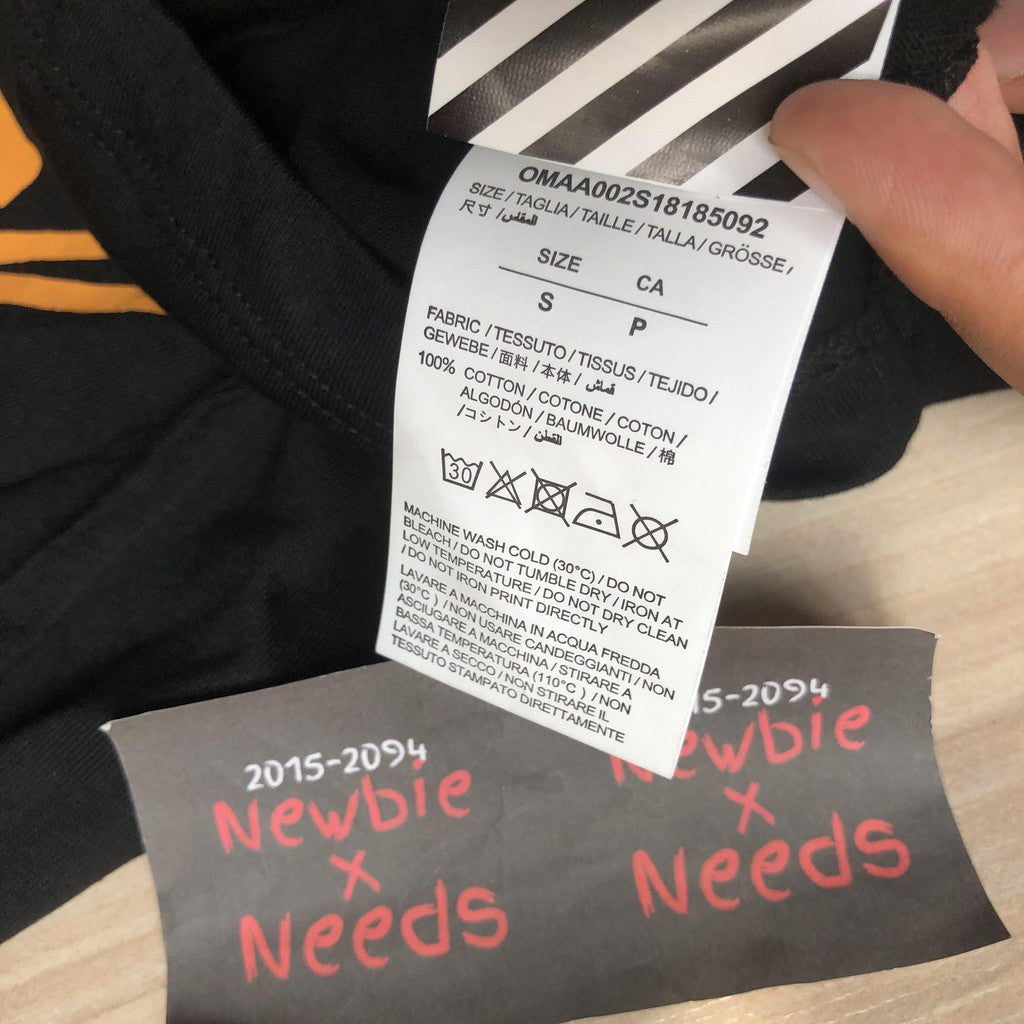 OMAA002S18185092
SIZE / TAGLIA / TAILLE / TALLA / GRÖSSE /
尺寸 / المقاس
SIZE CA
S P
FABRIC / TESSUTO / TISSUS / TEJIDO /
GEWEBE / 面料 / 本体 / قماش
100% COTTON / COTONE / COTON /
ALGODÓN / BAUMWOLLE / 棉
/ コットン / القطن
30
MACHINE WASH COLD (30°C) / DO NOT
BLEACH / DO NOT TUMBLE DRY / IRON AT
LOW TEMPERATURE / DO NOT DRY CLEAN
/ DO NOT IRON PRINT DIRECTLY
LAVARE A MACCHINA IN ACQUA FREDDA
(30°C ) / NON USARE CANDEGGIANTI / NON
ASCIUGARE A MACCHINA / STIRARE A
BASSA TEMPERATURA (110°C ) / NON
LAVARE A SECCO / NON STIRARE IL
TESSUTO STAMPATO DIRETTAMENTE
2015-2094
Newbie
x
Needs
15-2094
Newbie
x
Needs